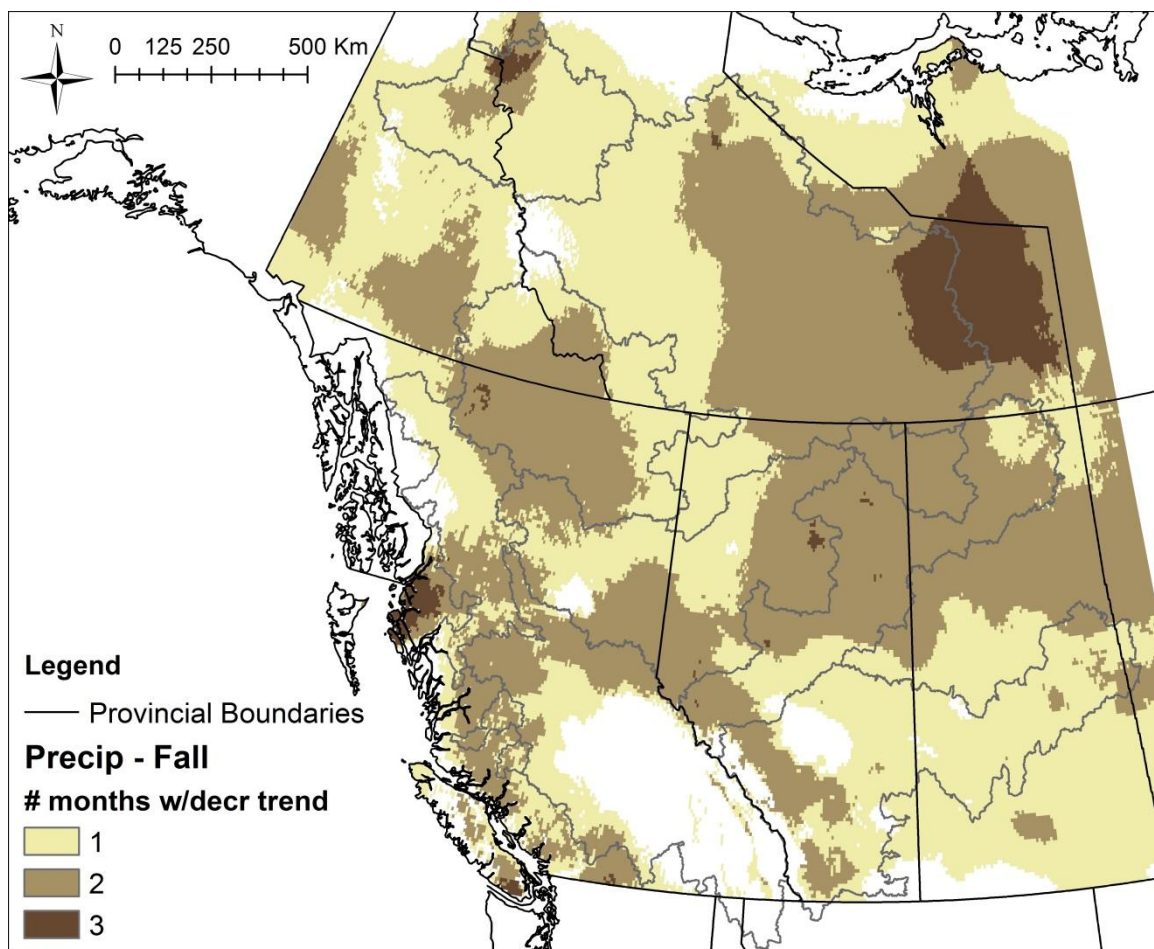 N
0 125 250 500 Km
Legend
Provincial Boundaries
Precip - Fall
# months w/decr trend
1
2
3